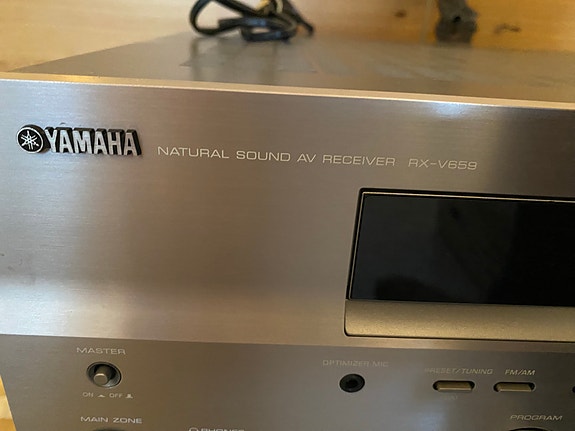 YAMAHA NATURAL SOUND AV RECEIVER RX-V659
MASTER
OPTIMIZER MIC
PRESET/TUNING
FM/AM
ON OFF
MAIN ZONE
PHONES
PROGRAM